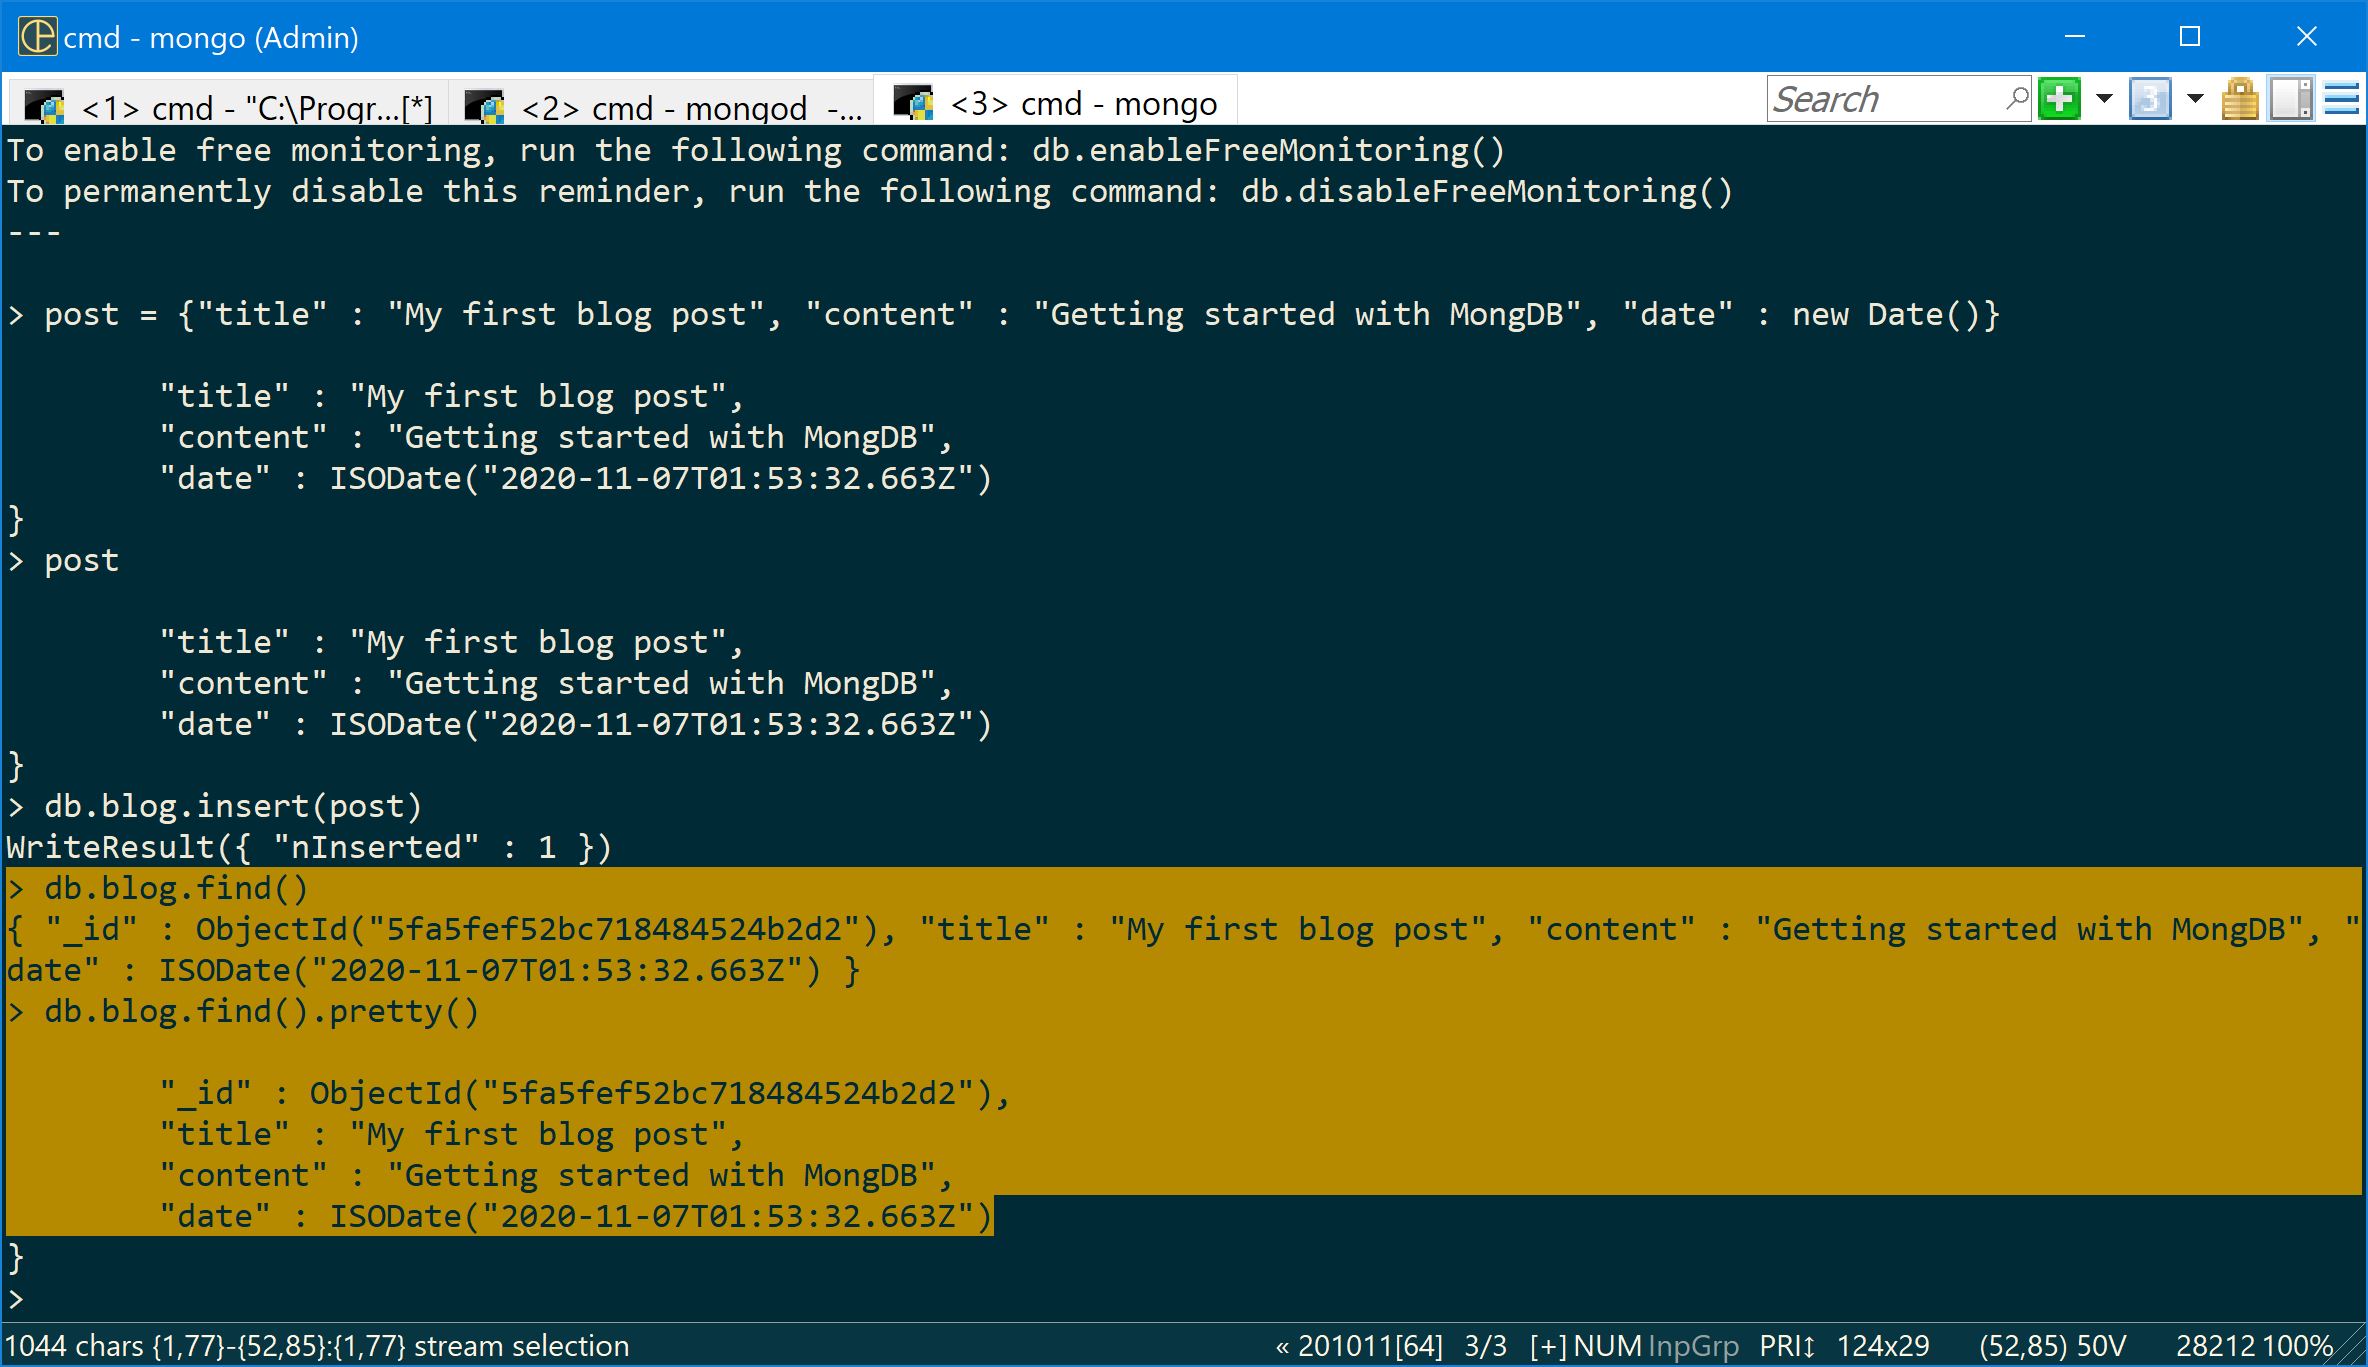 cmd - mongo (Admin)
<1> cmd - "C:\Progr...[*] <2> cmd - mongod -... <3> cmd - mongo Search 3
To enable free monitoring, run the following command: db.enableFreeMonitoring()
To permanently disable this reminder, run the following command: db.disableFreeMonitoring()
---
> post = {"title" : "My first blog post", "content" : "Getting started with MongDB", "date" : new Date()}
"title" : "My first blog post",
"content" : "Getting started with MongDB",
"date" : ISODate("2020-11-07T01:53:32.663Z")
}
> post
"title" : "My first blog post",
"content" : "Getting started with MongDB",
"date" : ISODate("2020-11-07T01:53:32.663Z")
}
> db.blog.insert(post)
WriteResult({ "nInserted" : 1 })
> db.blog.find()
{ "_id" : ObjectId("5fa5fef52bc718484524b2d2"), "title" : "My first blog post", "content" : "Getting started with MongDB", "
date" : ISODate("2020-11-07T01:53:32.663Z") }
> db.blog.find().pretty()
"_id" : ObjectId("5fa5fef52bc718484524b2d2"),
"title" : "My first blog post",
"content" : "Getting started with MongDB",
"date" : ISODate("2020-11-07T01:53:32.663Z")
}
>
1044 chars {1,77}-{52,85}:{1,77} stream selection « 201011[64] 3/3 [+] NUM InpGrp PRI↕ 124x29 (52,85) 50V 28212 100%